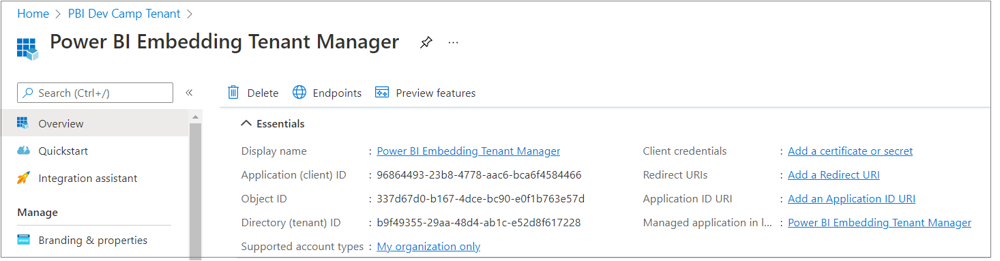 Home > PBI Dev Camp Tenant >
Power BI Embedding Tenant Manager ...
Search (Ctrl+/) «
Delete Endpoints Preview features
Overview
Quickstart
Integration assistant
Manage
www Branding & properties
Essentials
Display name : Power BI Embedding Tenant Manager
Application (client) ID : 96864493-23b8-4778-aac6-bca6f4584466
Object ID : 337d67d0-b167-4dce-bc90-e0f1b763e57d
Directory (tenant) ID : b9f49355-29aa-48d4-ab1c-e52d8f617228
Supported account types : My organization only
Client credentials : Add a certificate or secret
Redirect URIs : Add a Redirect URI
Application ID URI : Add an Application ID URI
Managed application in l... : Power BI Embedding Tenant Manager